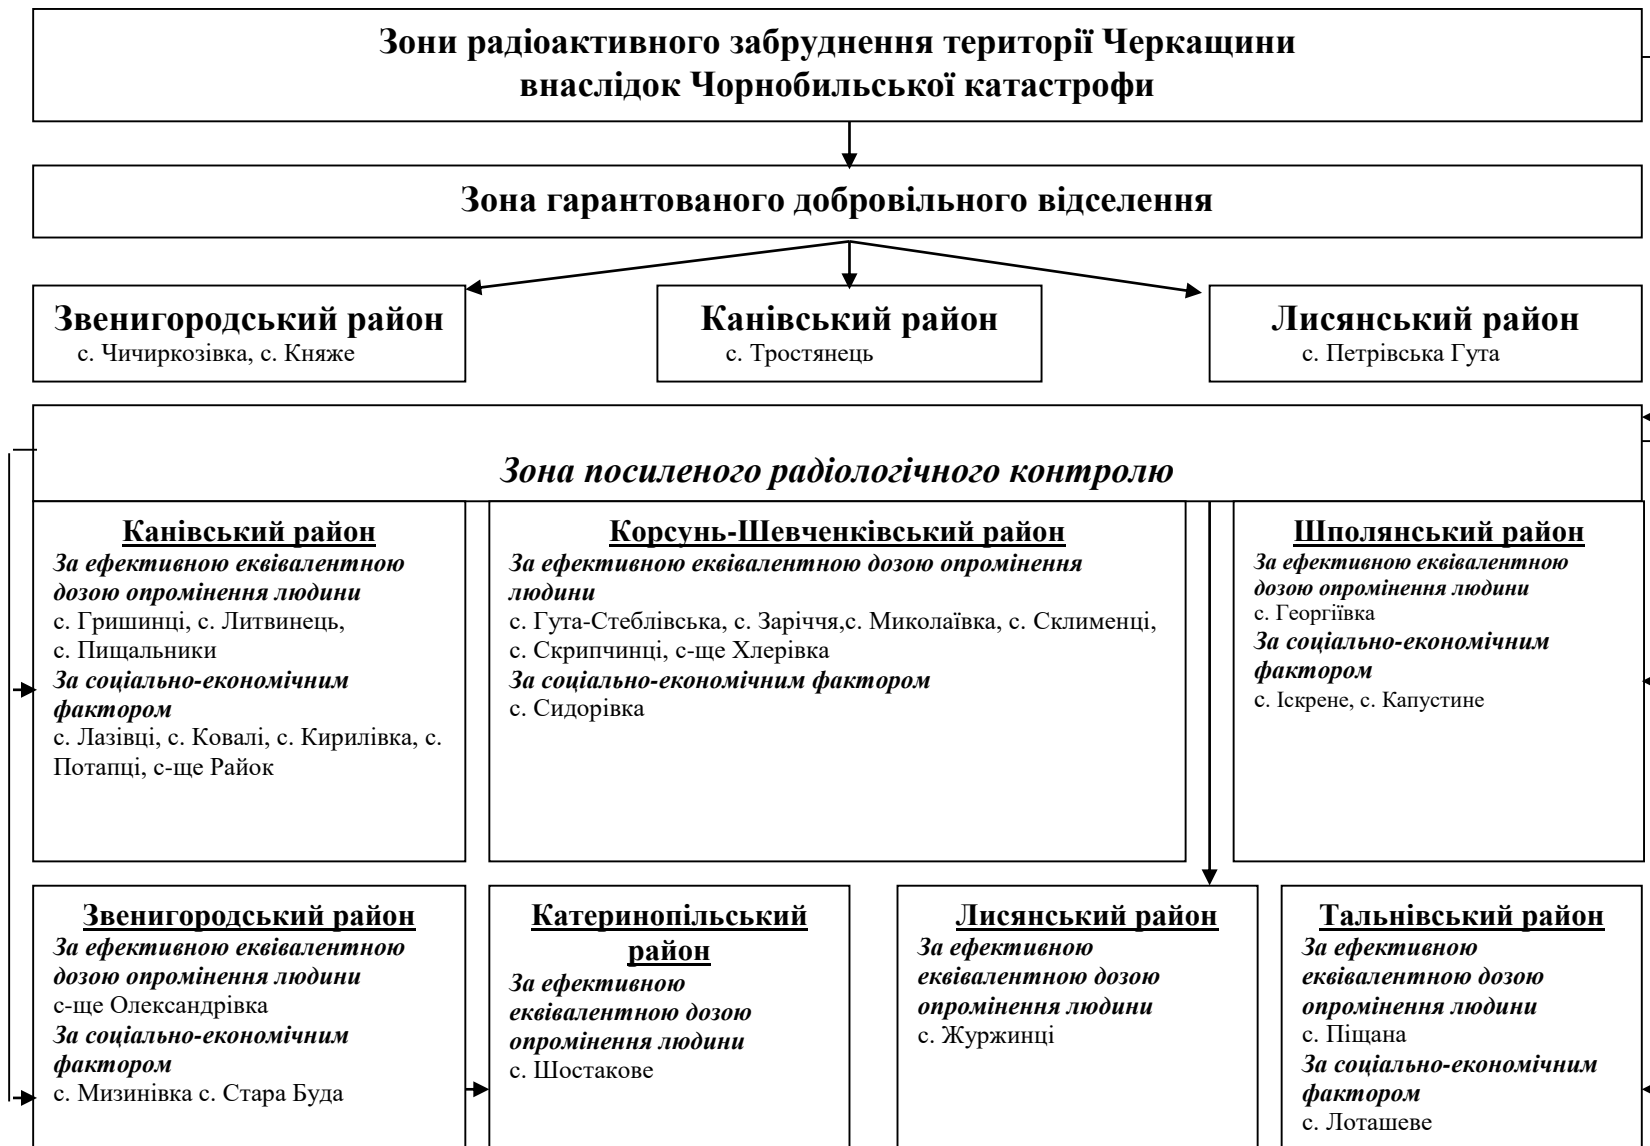 Зони радіоактивного забруднення території Черкащини
внаслідок Чорнобильської катастрофи
Зона гарантованого добровільного відселення
Звенигородський район
с. Чичиркозівка, с. Княже
Канівський район
с. Тростянець
Лисянський район
с. Петрівська Гута
Зона посиленого радіологічного контролю
Канівський район
За ефективною еквівалентною
дозою опромінення людини
с. Гришинці, с. Литвинець,
с. Пищальники
За соціально-економічним
фактором
с. Лазівці, с. Ковалі, с. Кирилівка, с.
Потапці, с-ще Райок
Корсунь-Шевченківський район
За ефективною еквівалентною дозою опромінення
людини
с. Гута-Стеблівська, с. Заріччя,с. Миколаївка, с. Склименці,
с. Скрипчинці, с-ще Хлерівка
За соціально-економічним фактором
с. Сидорівка
Шполянський район
За ефективною еквівалентною
дозою опромінення людини
с. Георгіївка
За соціально-економічним
фактором
с. Іскрене, с. Капустине
Звенигородський район
За ефективною еквівалентною
дозою опромінення людини
с-ще Олександрівка
За соціально-економічним
фактором
с. Мизинівка с. Стара Буда
Катеринопільський
район
За ефективною
еквівалентною дозою
опромінення людини
с. Шостакове
Лисянський район
За ефективною
еквівалентною дозою
опромінення людини
с. Журжинці
Тальнівський район
За ефективною
еквівалентною дозою
опромінення людини
с. Піщана
За соціально-економічним
фактором
с. Лоташеве